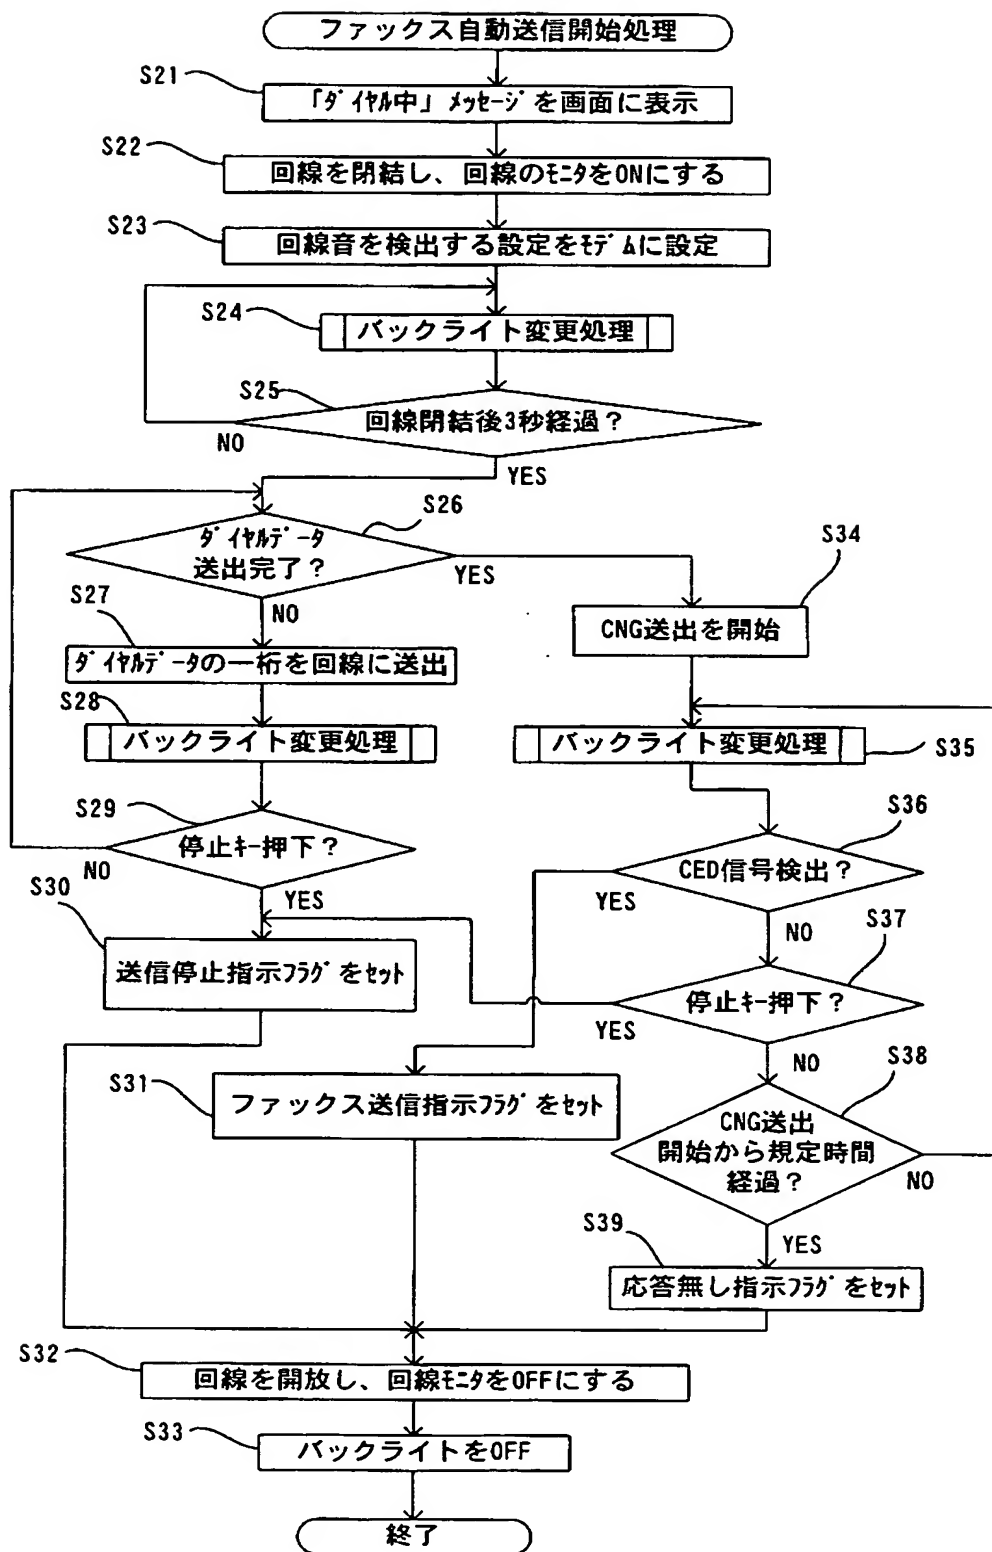 ファックス自動送信開始処理
S21
「ダイヤル中」メッセージを画面に表示
S22
回線を閉結し、回線のモニタをONにする
S23
回線音を検出する設定をモデムに設定
S24
バックライト変更処理
S25
回線閉結後3秒経過?
NO
YES
S26
ダイヤルデータ
送出完了?
YES
NO
S34
CNG送出を開始
S27
ダイヤルデータの一桁を回線に送出
S28
バックライト変更処理
バックライト変更処理
S35
S29
停止キー押下?
NO
YES
S36
CED信号検出?
YES
NO
S30
送信停止指示フラグをセット
S37
停止キー押下?
YES
NO
S31
ファックス送信指示フラグをセット
S38
CNG送出
開始から規定時間
経過?
NO
YES
S39
応答無し指示フラグをセット
S32
回線を開放し、回線モニタをOFFにする
S33
バックライトをOFF
終了